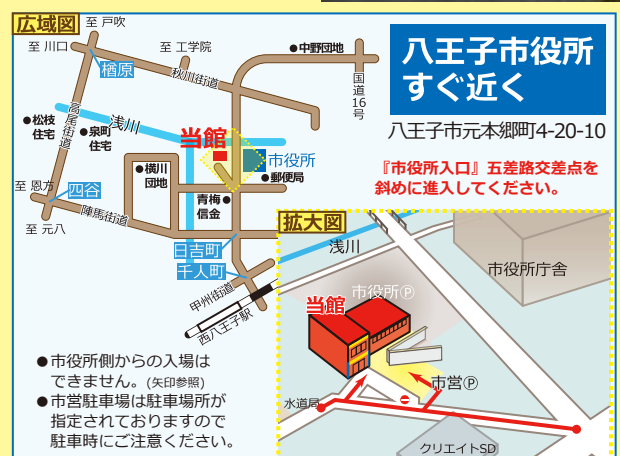 広域図
至 戸吹
至 川口
至 工学院
●中野団地
楢原
秋川街道
国道16号
高尾街道
●松枝
住宅
●泉町
住宅
浅川
当館
市役所
●郵便局
●横川
団地
青梅●
信金
至 恩方
四谷
陣馬街道
至 元八
日吉町
千人町
甲州街道
西八王子駅
八王子市役所
すぐ近く
八王子市元本郷町4-20-10
『市役所入口』五差路交差点を
斜めに進入してください。
拡大図
浅川
市役所庁舎
市役所Ⓟ
当館
市営Ⓟ
水道局
クリエイトSD
●市役所側からの入場は
できません。(矢印参照)
●市営駐車場は駐車場所が
指定されておりますので
駐車時にご注意ください。